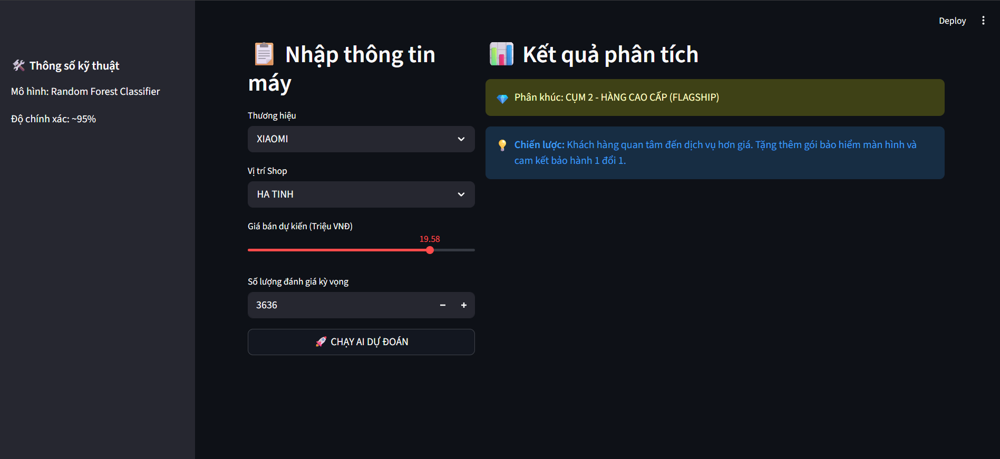 Deploy
Thông số kỹ thuật
Mô hình: Random Forest Classifier
Độ chính xác: ~95%
Nhập thông tin
máy
Thương hiệu
XIAOMI
Vị trí Shop
HA TINH
Giá bán dự kiến (Triệu VNĐ)
19.58
Số lượng đánh giá kỳ vọng
3636
CHẠY AI DỰ ĐOÁN
Kết quả phân tích
Phân khúc: CỤM 2 - HÀNG CAO CẤP (FLAGSHIP)
Chiến lược: Khách hàng quan tâm đến dịch vụ hơn giá. Tặng thêm gói bảo hiểm màn hình và
cam kết bảo hành 1 đổi 1.